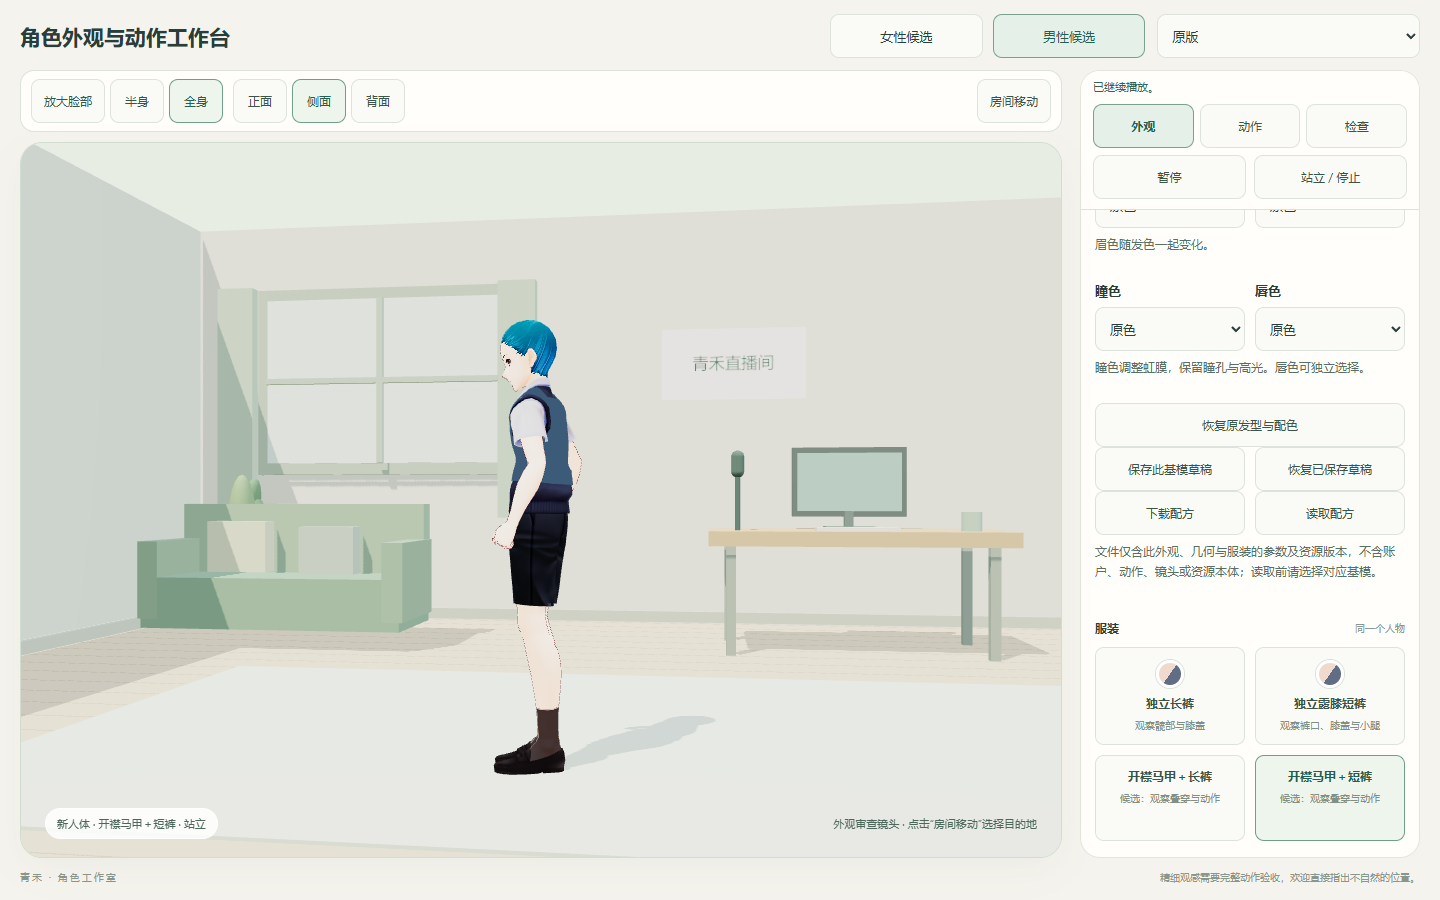 角色外观与动作工作台
女性候选
男性候选
原版
放大脸部
半身
全身
正面
侧面
背面
房间移动
青禾直播间
新人体 · 开襟马甲 + 短裤 · 站立
外观审查镜头 · 点击“房间移动”选择目的地
已继续播放。
外观
动作
检查
暂停
站立 / 停止
眉色随发色一起变化。
瞳色
唇色
原色
原色
瞳色调整虹膜，保留瞳孔与高光。唇色可独立选择。
恢复原发型与配色
保存此基模草稿
恢复已保存草稿
下载配方
读取配方
文件仅含此外观、几何与服装的参数及资源版本，不含账
户、动作、镜头或资源本体；读取前请选择对应基模。
服装
同一个人物
独立长裤
观察髋部与膝盖
独立露膝短裤
观察裤口、膝盖与小腿
开襟马甲 + 长裤
候选：观察叠穿与动作
开襟马甲 + 短裤
候选：观察叠穿与动作
青禾 · 角色工作室
精细观感需要完整动作验收，欢迎直接指出不自然的位置。